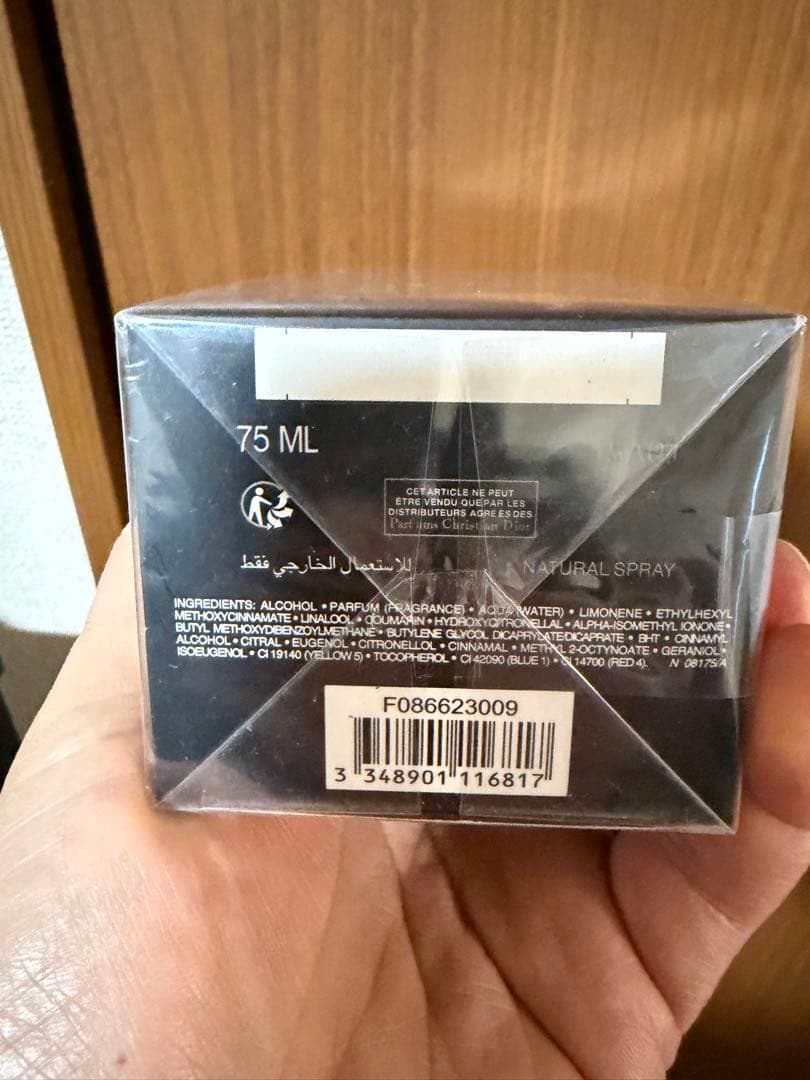 75 ML
CET ARTICLE NE PEUT
ETRE VENDU QUE PAR LES
DISTRIBUTEURS AGREES DES
Parfums Christian Dior
للاستعمال الخارجي فقط
NATURAL SPRAY
INGREDIENTS: ALCOHOL • PARFUM (FRAGRANCE) • AQUA (WATER) • LIMONENE • ETHYLHEXYL
METHOXYCINNAMATE • LINALOOL • COUMARIN • HYDROXYCITRONELLAL • ALPHA-ISOMETHYL IONONE •
BUTYL METHOXYDIBENZOYLMETHANE • BUTYLENE GLYCOL DICAPRYLATE/DICAPRATE • BHT • CINNAMYL
ALCOHOL • CITRAL • EUGENOL • CITRONELLOL • CINNAMAL • METHYL 2-OCTYNOATE • GERANIOL •
ISOEUGENOL • CI 19140 (YELLOW 5) • TOCOPHEROL • CI 42090 (BLUE 1) • CI 14700 (RED 4). N 08175/A
F086623009
3 348901 116817